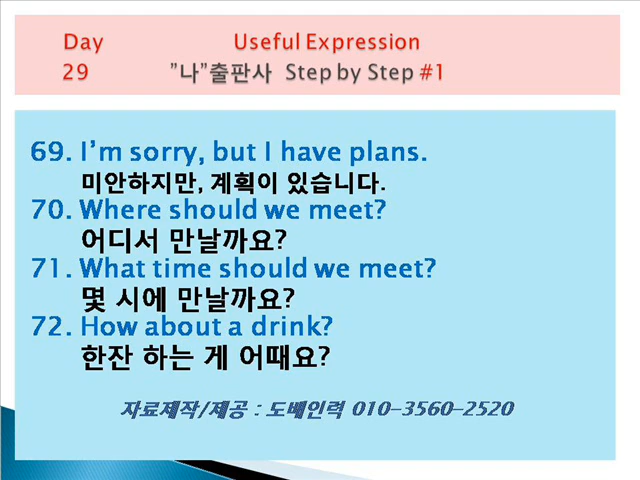 Day Useful Expression
29 ”나”출판사 Step by Step #1
69. I’m sorry, but I have plans.
미안하지만, 계획이 있습니다.
70. Where should we meet?
어디서 만날까요?
71. What time should we meet?
몇 시에 만날까요?
72. How about a drink?
한잔 하는 게 어때요?
자료제작/제공 : 도배인력 010-3560-2520